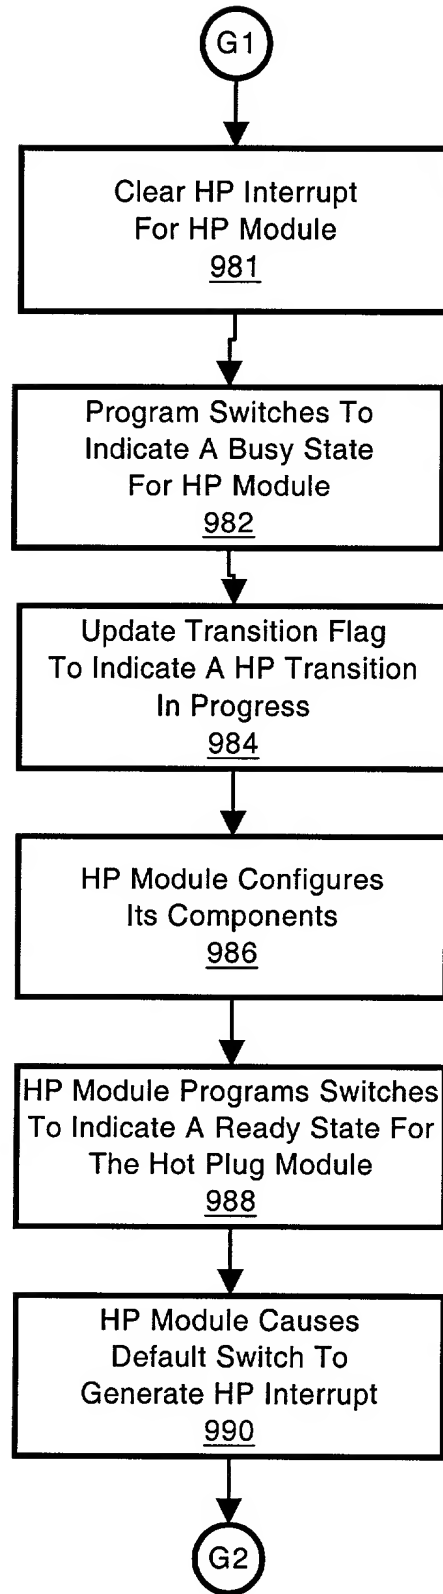 G1
Clear HP Interrupt
For HP Module
981
Program Switches To
Indicate A Busy State
For HP Module
982
Update Transition Flag
To Indicate A HP Transition
In Progress
984
HP Module Configures
Its Components
986
HP Module Programs Switches
To Indicate A Ready State For
The Hot Plug Module
988
HP Module Causes
Default Switch To
Generate HP Interrupt
990
G2